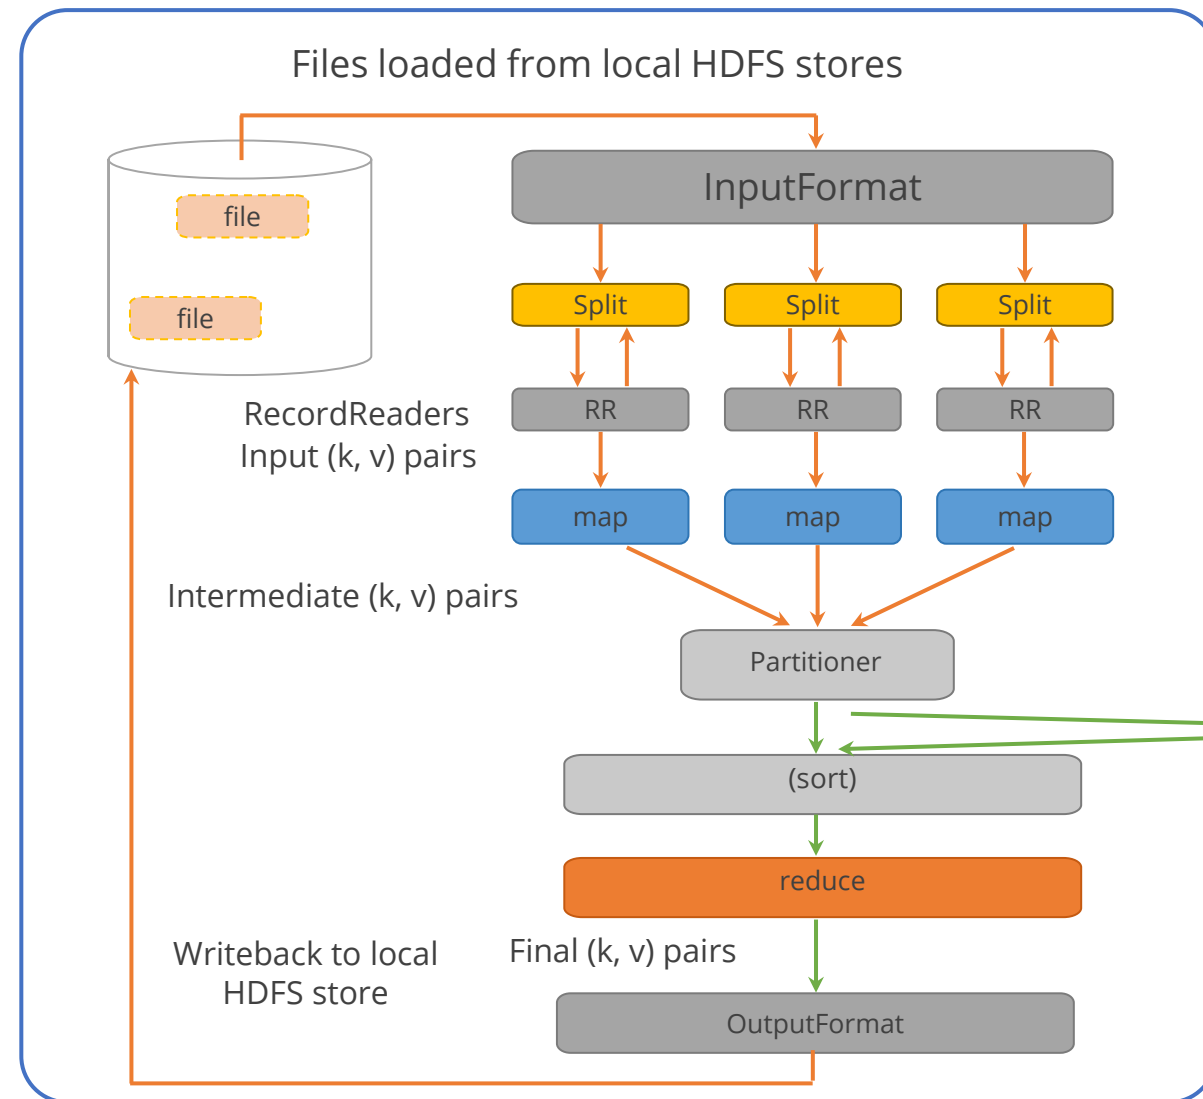 Files loaded from local HDFS stores
file
file
InputFormat
Split
Split
Split
RecordReaders
Input (k, v) pairs
RR
RR
RR
map
map
map
Intermediate (k, v) pairs
Partitioner
(sort)
reduce
Writeback to local
HDFS store
Final (k, v) pairs
OutputFormat